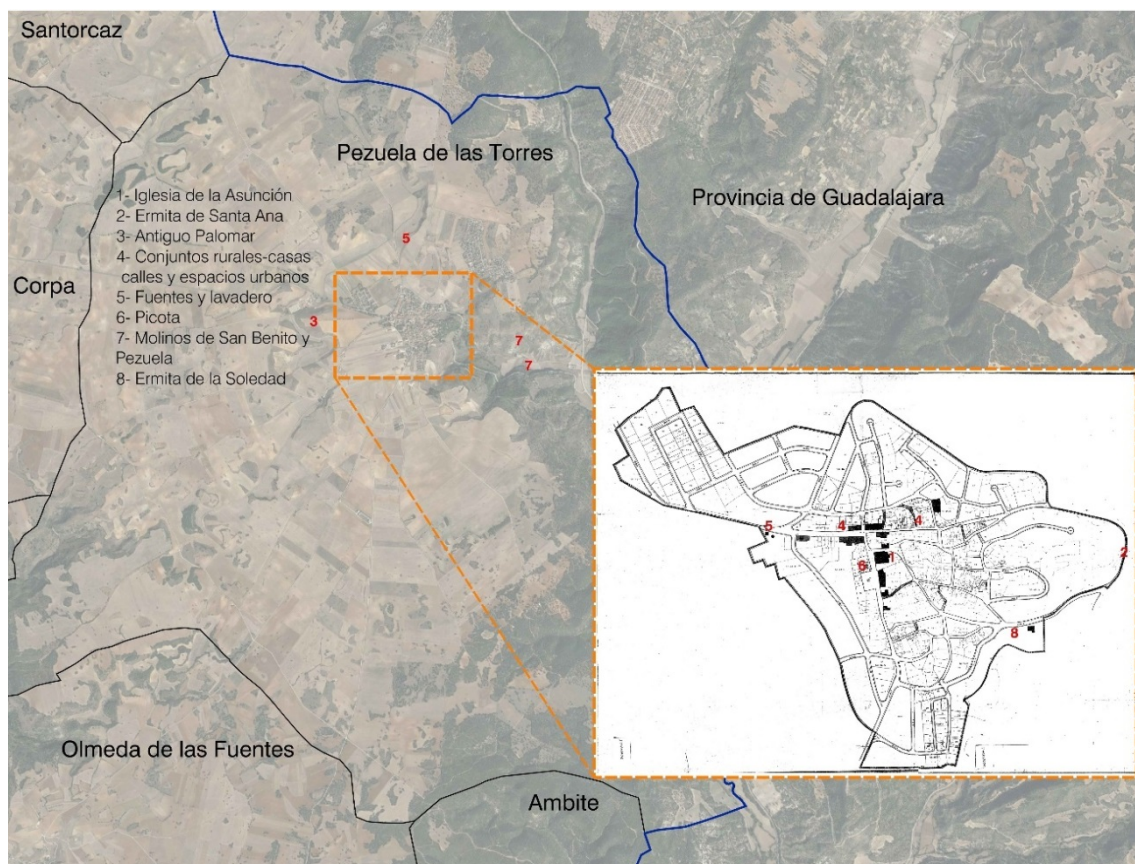 Santorcaz
Pezuela de las Torres
Provincia de Guadalajara
Corpa
1- Iglesia de la Asunción
2- Ermita de Santa Ana
3- Antiguo Palomar
4- Conjuntos rurales-casas
calles y espacios urbanos
5- Fuentes y lavadero
6- Picota
7- Molinos de San Benito y
Pezuela
8- Ermita de la Soledad
5
3
7
7
5
4
4
6
1
2
8
Olmeda de las Fuentes
Ambite